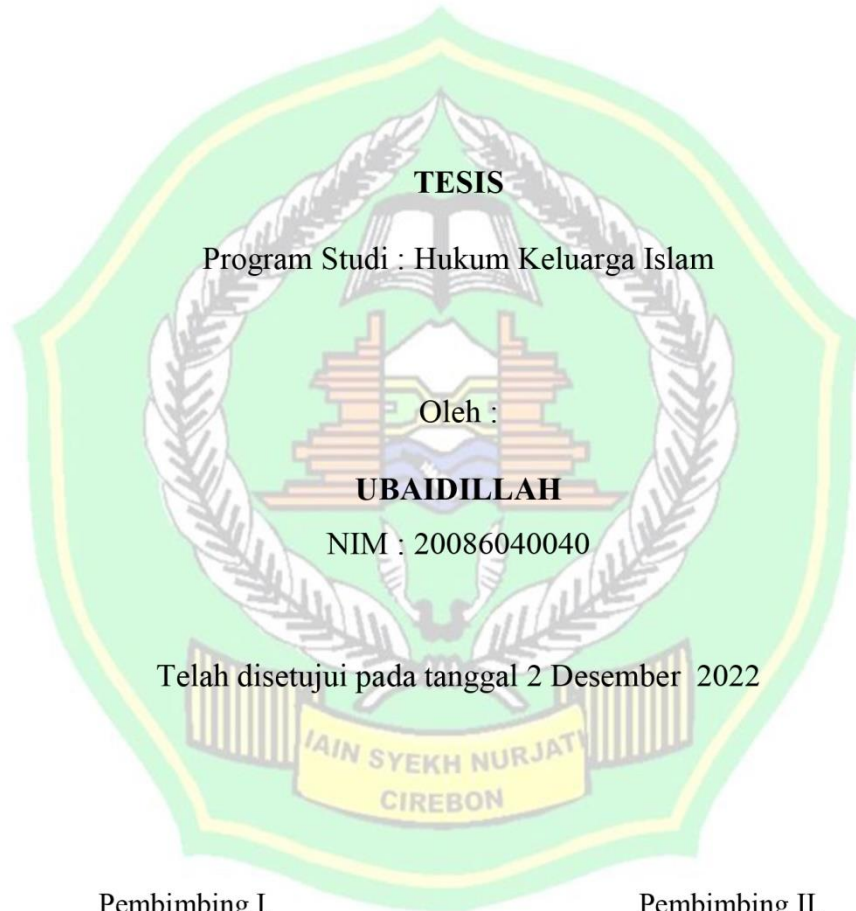 TESIS
Program Studi : Hukum Keluarga Islam
Oleh :
UBAIDILLAH
NIM : 20086040040
Telah disetujui pada tanggal 2 Desember 2022
IAIN SYEKH NURJATI
CIREBON
Pembimbing I Pembimbing II